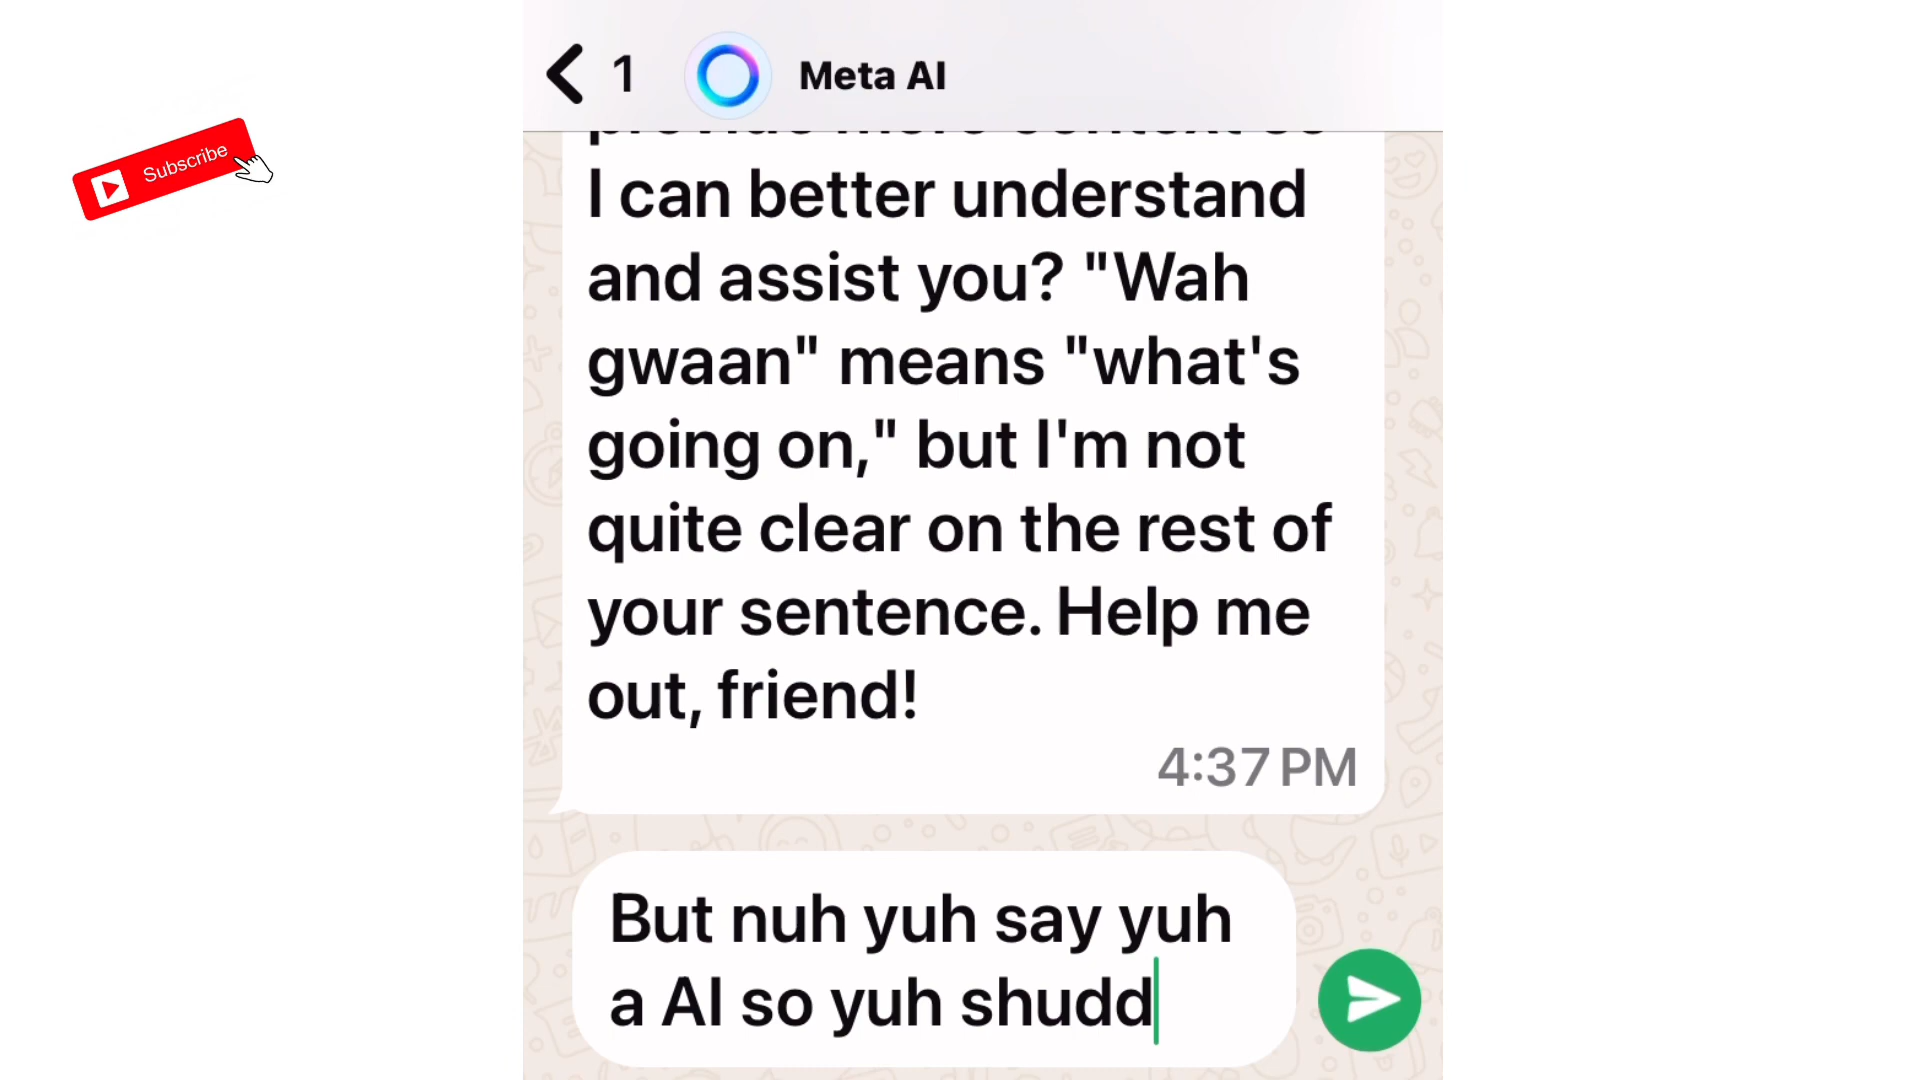 1 Meta AI
Subscribe
I can better understand
and assist you? "Wah
gwaan" means "what's
going on," but I'm not
quite clear on the rest of
your sentence. Help me
out, friend!
4:37 PM
But nuh yuh say yuh
a AI so yuh shudd